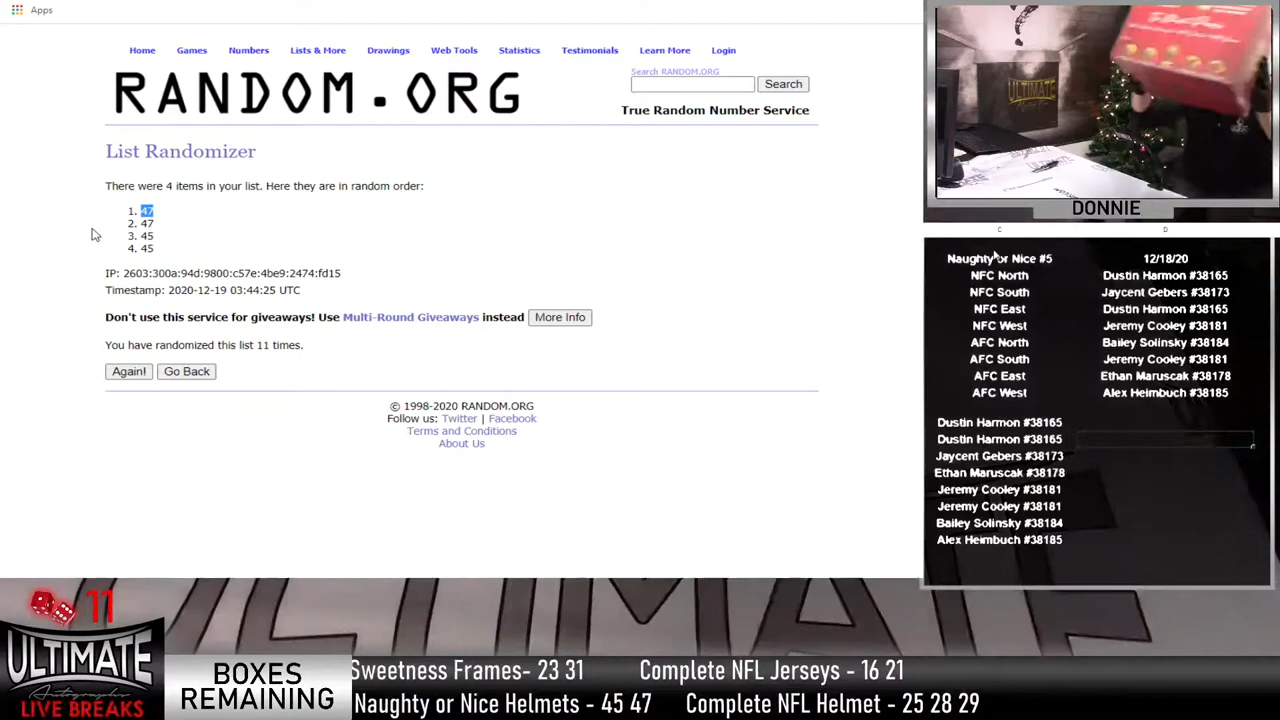 Apps
Home Games Numbers Lists & More Drawings Web Tools Statistics Testimonials Learn More Login
RANDOM.ORG
Search RANDOM.ORG
Search
True Random Number Service
List Randomizer
There were 4 items in your list. Here they are in random order:
1. 47
2. 47
3. 45
4. 45
IP: 2603:300a:94d:9800:c57e:4be9:2474:fd15
Timestamp: 2020-12-19 03:44:25 UTC
Don't use this service for giveaways! Use Multi-Round Giveaways instead More Info
You have randomized this list 11 times.
Again! Go Back
© 1998-2020 RANDOM.ORG
Follow us: Twitter | Facebook
Terms and Conditions
About Us
ULTIMATE
DONNIE
C D
Naughty or Nice #5 12/18/20
NFC North Dustin Harmon #38165
NFC South Jaycent Gebers #38173
NFC East Dustin Harmon #38165
NFC West Jeremy Cooley #38181
AFC North Bailey Solinsky #38184
AFC South Jeremy Cooley #38181
AFC East Ethan Maruscak #38178
AFC West Alex Heimbuch #38185
Dustin Harmon #38165
Dustin Harmon #38165
Jaycent Gebers #38173
Ethan Maruscak #38178
Jeremy Cooley #38181
Jeremy Cooley #38181
Bailey Solinsky #38184
Alex Heimbuch #38185
11
ULTIMATE
Autographs
LIVE BREAKS
BOXES
REMAINING
Sweetness Frames- 23 31 Complete NFL Jerseys - 16 21
Naughty or Nice Helmets - 45 47 Complete NFL Helmet - 25 28 29